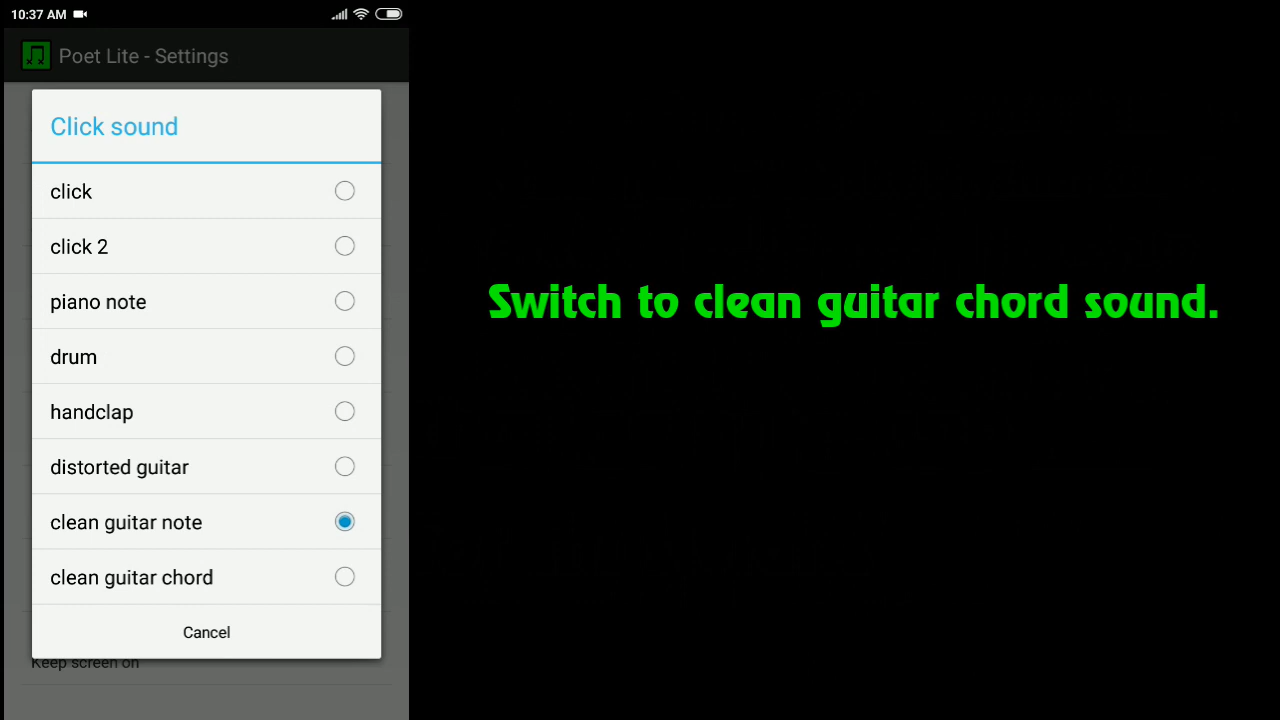 10:37 AM
Poet Lite - Settings
Click sound
click
click 2
piano note
drum
handclap
distorted guitar
clean guitar note
clean guitar chord
Cancel
Keep screen on
Switch to clean guitar chord sound.